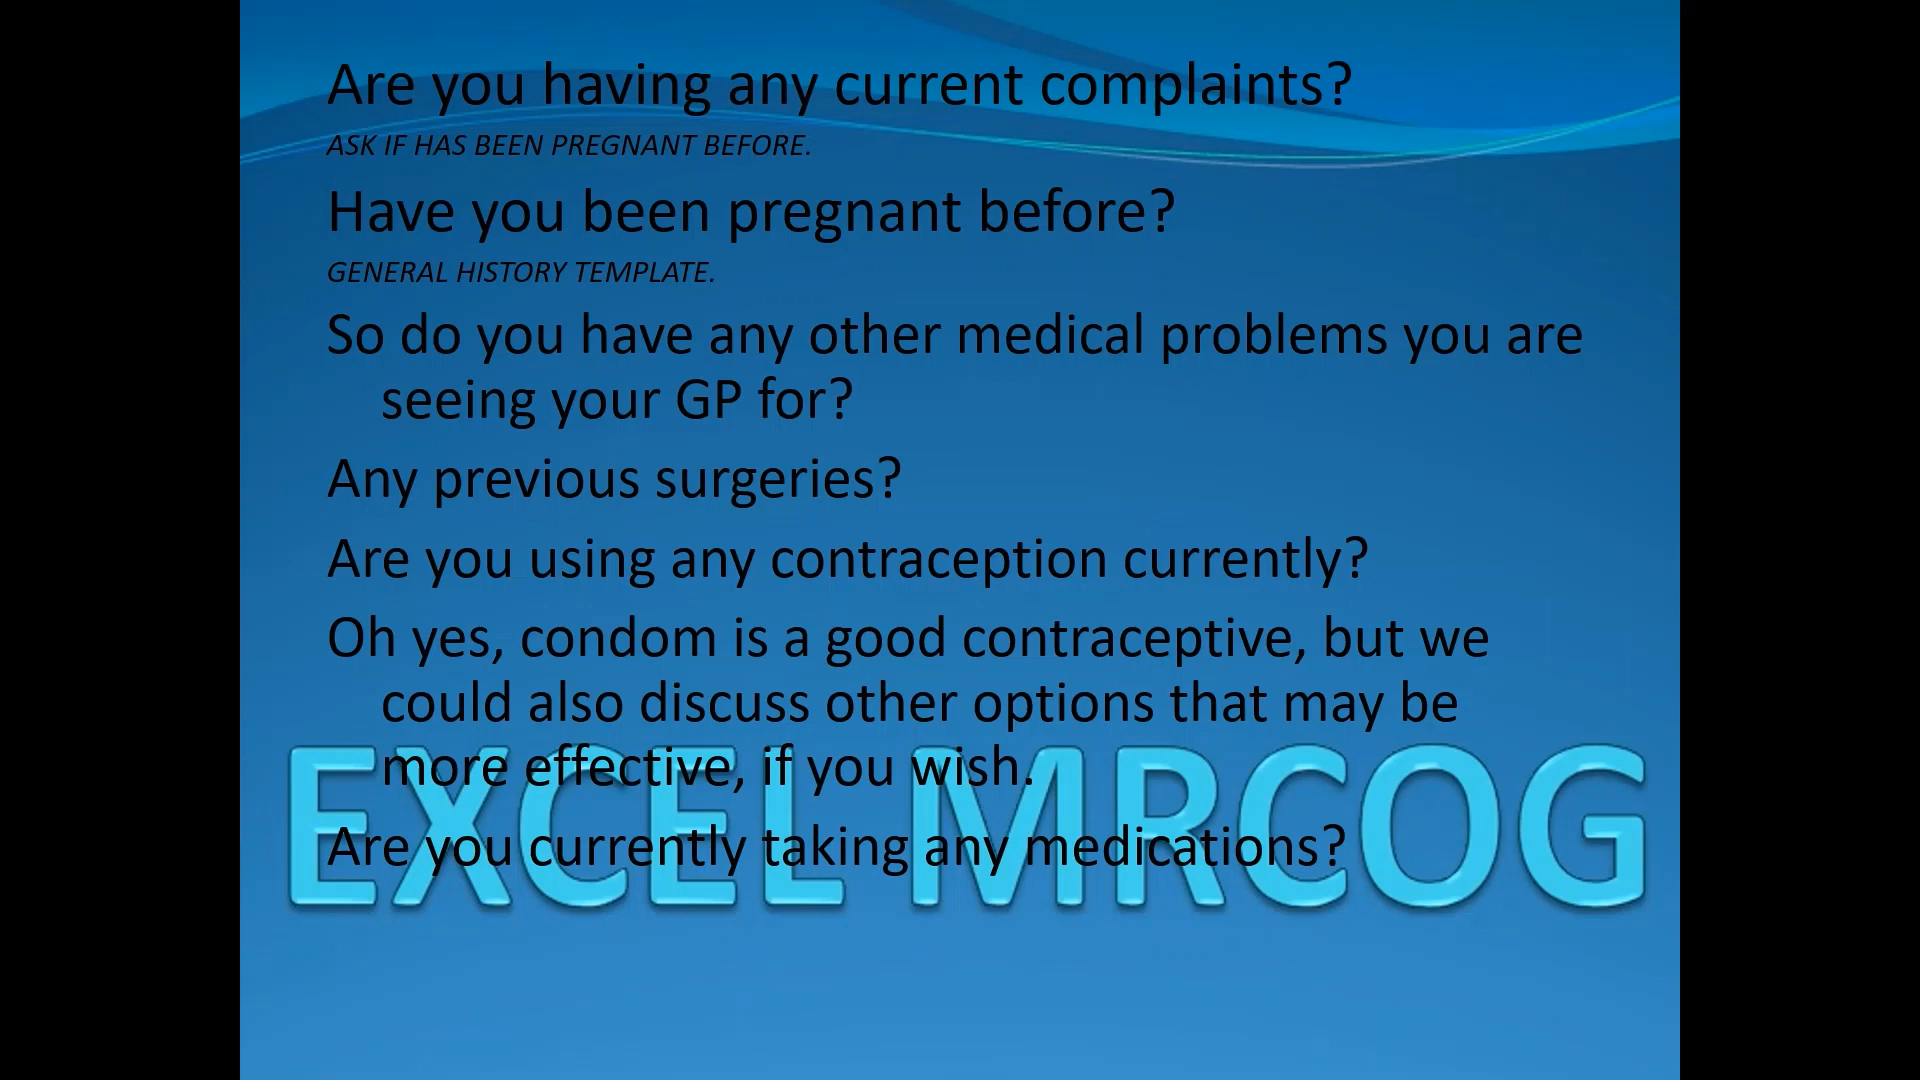 Are you having any current complaints?
ASK IF HAS BEEN PREGNANT BEFORE.
Have you been pregnant before?
GENERAL HISTORY TEMPLATE.
So do you have any other medical problems you are
seeing your GP for?
Any previous surgeries?
Are you using any contraception currently?
Oh yes, condom is a good contraceptive, but we
could also discuss other options that may be
more effective, if you wish.
Are you currently taking any medications?
EXCEL MRCOG